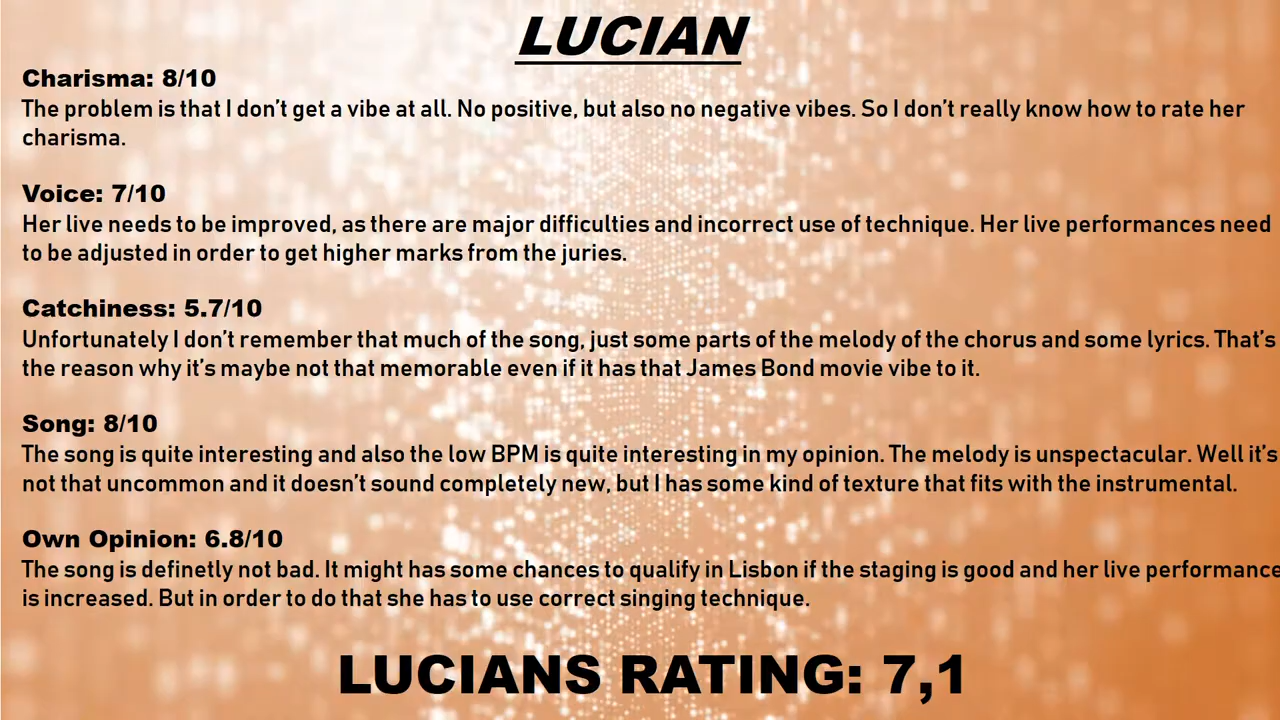 LUCIAN
Charisma: 8/10
The problem is that I don't get a vibe at all. No positive, but also no negative vibes. So I don't really know how to rate her
charisma.
Voice: 7/10
Her live needs to be improved, as there are major difficulties and incorrect use of technique. Her live performances need
to be adjusted in order to get higher marks from the juries.
Catchiness: 5.7/10
Unfortunately I don't remember that much of the song, just some parts of the melody of the chorus and some lyrics. That's
the reason why it's maybe not that memorable even if it has that James Bond movie vibe to it.
Song: 8/10
The song is quite interesting and also the low BPM is quite interesting in my opinion. The melody is unspectacular. Well it's
not that uncommon and it doesn't sound completely new, but I has some kind of texture that fits with the instrumental.
Own Opinion: 6.8/10
The song is definetly not bad. It might has some chances to qualify in Lisbon if the staging is good and her live performance
is increased. But in order to do that she has to use correct singing technique.
LUCIANS RATING: 7,1